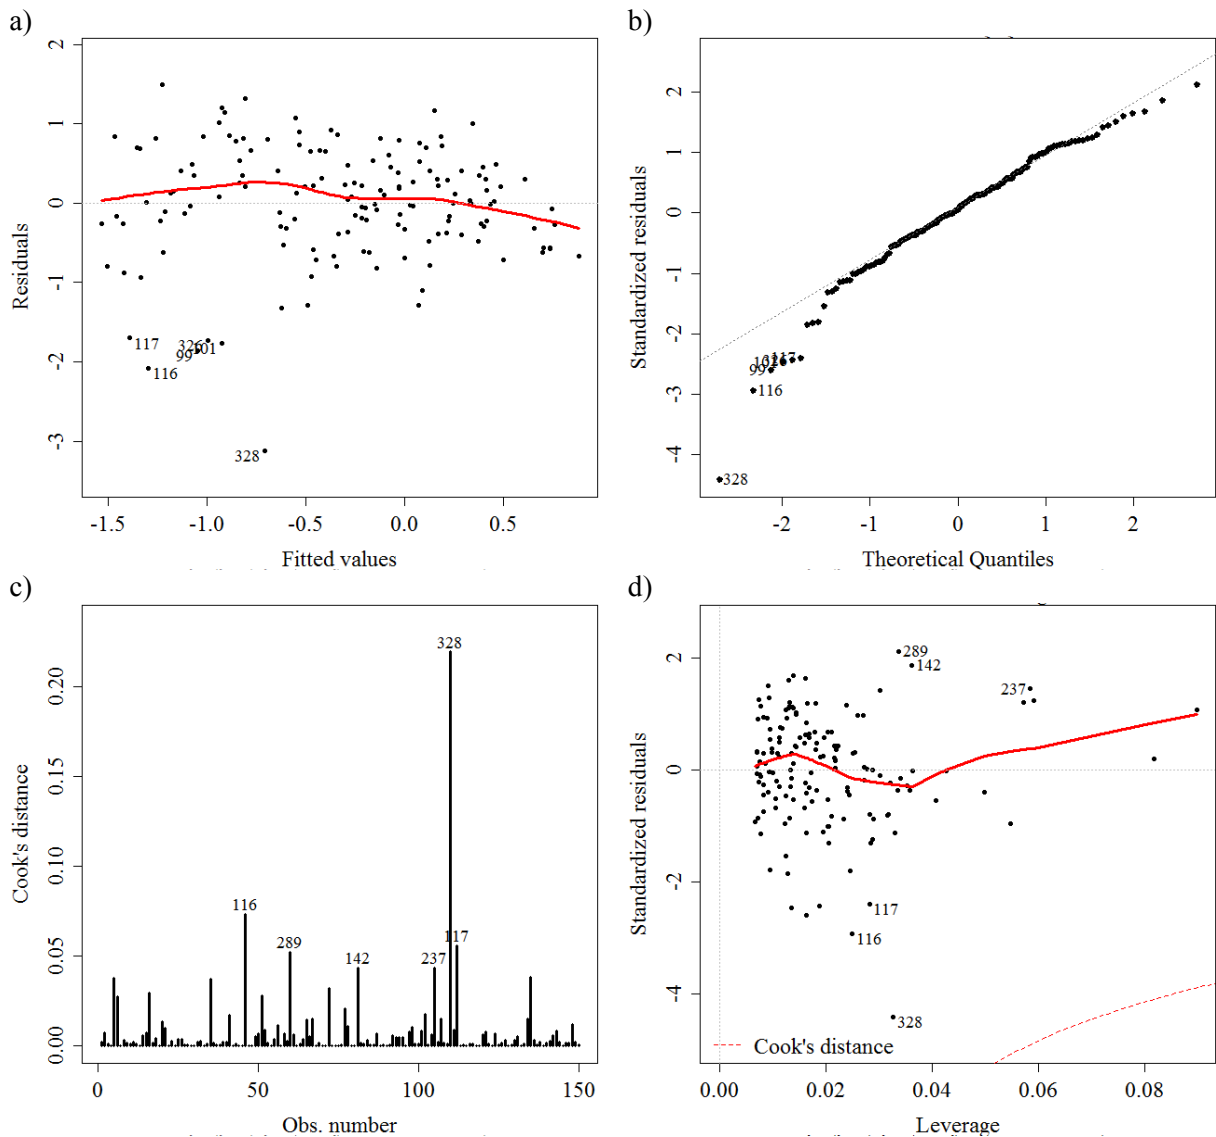 a)
2
1
0
-1
-2
-3
Residuals
117
326
101
99
116
328
-1.5 -1.0 -0.5 0.0 0.5
Fitted values
b)
2
1
0
-1
-2
-3
-4
Standardized residuals
117
99
116
328
-2 -1 0 1 2
Theoretical Quantiles
c)
0.20
0.15
0.10
0.05
0.00
Cook's distance
328
116
289
142
237
117
0 50 100 150
Obs. number
d)
2
0
-2
-4
Standardized residuals
289
142
237
117
116
328
Cook's distance
0.00 0.02 0.04 0.06 0.08
Leverage